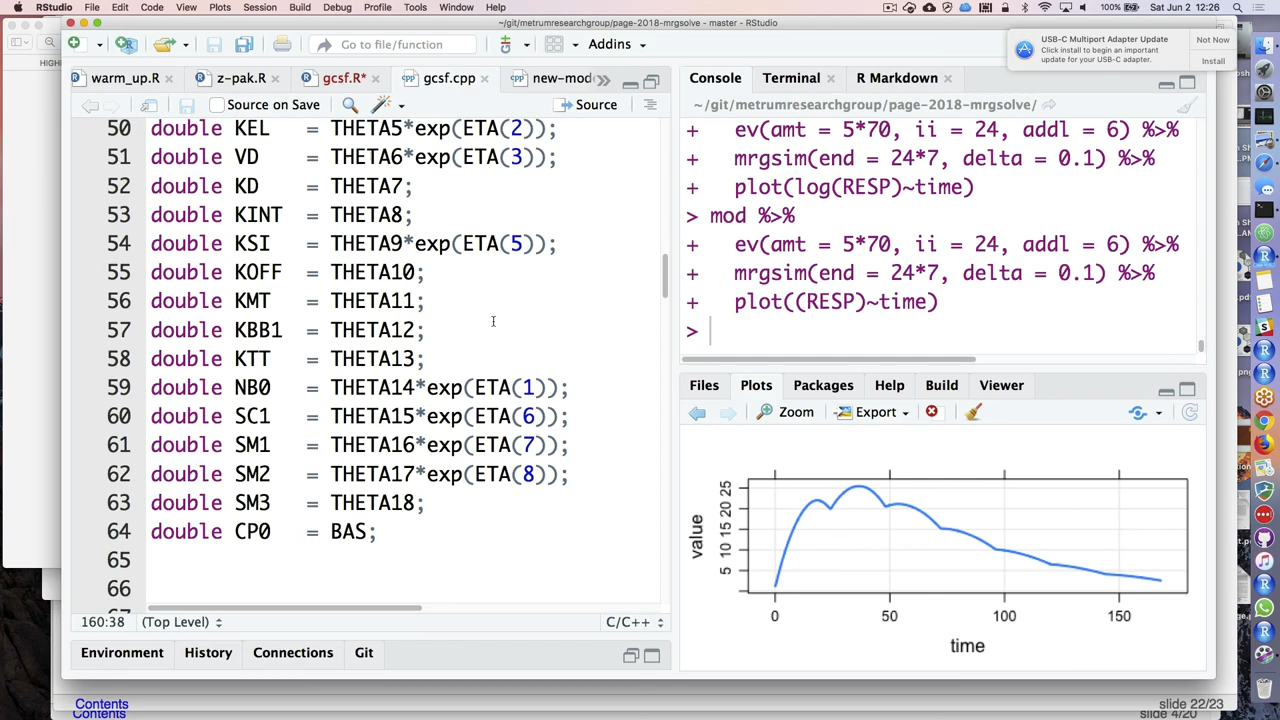 RStudio File Edit Code View Plots Session Build Debug Profile Tools Window Help 100% Sat Jun 2 12:26
~/git/metrumresearchgroup/page-2018-mrgsolve - master - RStudio
Go to file/function Addins
USB-C Multiport Adapter Update
Click install to begin an important
update for your USB-C adapter.
Not Now
Install
HIGH
warm_up.R z-pak.R gcsf.R* gcsf.cpp new-mod
Source on Save Source
50 double KEL = THETA5*exp(ETA(2));
51 double VD = THETA6*exp(ETA(3));
52 double KD = THETA7;
53 double KINT = THETA8;
54 double KSI = THETA9*exp(ETA(5));
55 double KOFF = THETA10;
56 double KMT = THETA11;
57 double KBB1 = THETA12;
58 double KTT = THETA13;
59 double NB0 = THETA14*exp(ETA(1));
60 double SC1 = THETA15*exp(ETA(6));
61 double SM1 = THETA16*exp(ETA(7));
62 double SM2 = THETA17*exp(ETA(8));
63 double SM3 = THETA18;
64 double CP0 = BAS;
65
66
67
160:38 (Top Level) C/C++
Environment History Connections Git
Console Terminal R Markdown
~/git/metrumresearchgroup/page-2018-mrgsolve/
+ ev(amt = 5*70, ii = 24, addl = 6) %>%
+ mrgsim(end = 24*7, delta = 0.1) %>%
+ plot(log(RESP)~time)
> mod %>%
+ ev(amt = 5*70, ii = 24, addl = 6) %>%
+ mrgsim(end = 24*7, delta = 0.1) %>%
+ plot((RESP)~time)
>
Files Plots Packages Help Build Viewer
Zoom Export
value
5 10 15 20 25
0 50 100 150
time
Contents
Contents
slide 22/23
slide 4/20